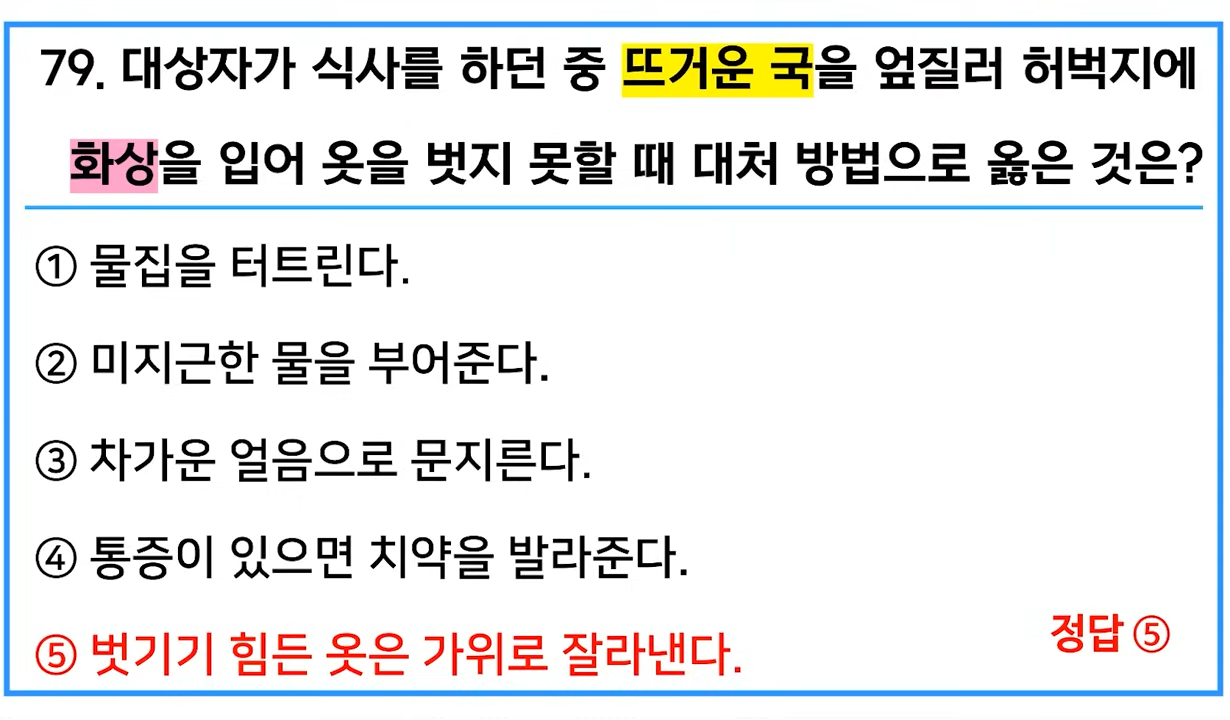 79. 대상자가 식사를 하던 중 뜨거운 국을 엎질러 허벅지에
화상을 입어 옷을 벗지 못할 때 대처 방법으로 옳은 것은?
① 물집을 터트린다.
② 미지근한 물을 부어준다.
③ 차가운 얼음으로 문지른다.
④ 통증이 있으면 치약을 발라준다.
⑤ 벗기기 힘든 옷은 가위로 잘라낸다.
정답 ⑤